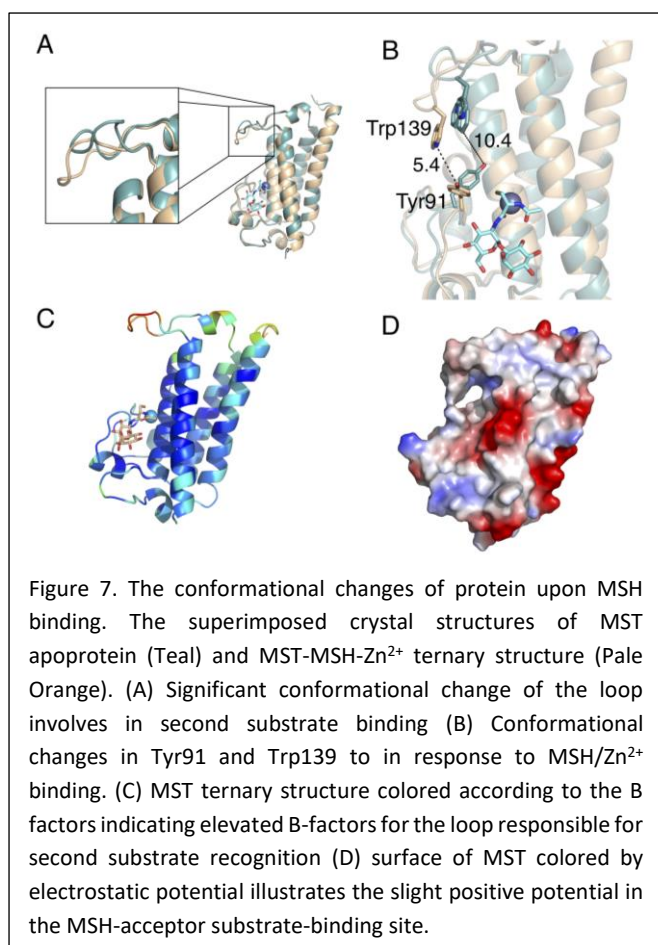 A
B
Trp139
10.4
5.4
Tyr91
C
D
Figure 7. The conformational changes of protein upon MSH
binding. The superimposed crystal structures of MST
apoprotein (Teal) and MST-MSH-Zn²⁺ ternary structure (Pale
Orange). (A) Significant conformational change of the loop
involves in second substrate binding (B) Conformational
changes in Tyr91 and Trp139 to in response to MSH/Zn²⁺
binding. (C) MST ternary structure colored according to the B
factors indicating elevated B-factors for the loop responsible for
second substrate recognition (D) surface of MST colored by
electrostatic potential illustrates the slight positive potential in
the MSH-acceptor substrate-binding site.